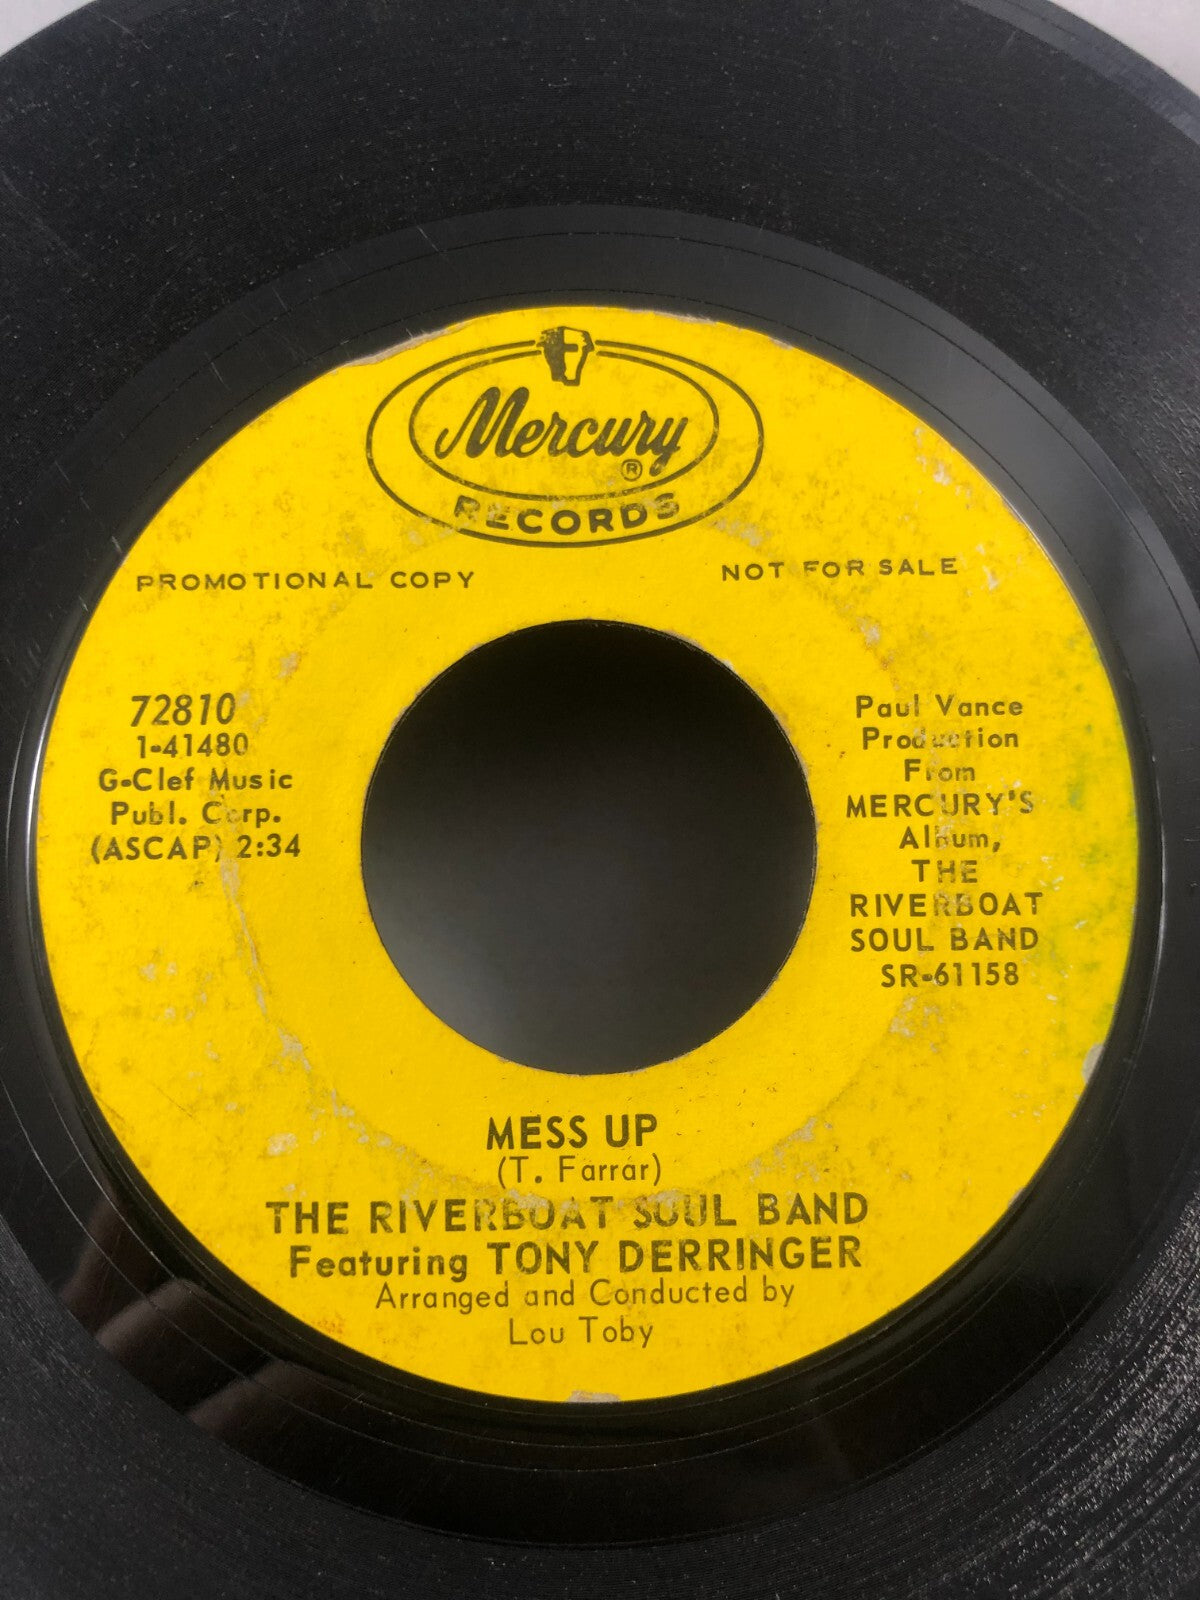 Mercury ®
RECORDS
PROMOTIONAL COPY
NOT FOR SALE
72810
1-41480
G-Clef Music
Publ. Corp.
(ASCAP) 2:34
Paul Vance
Production
From
MERCURY'S
Album,
THE
RIVERBOAT
SOUL BAND
SR-61158
MESS UP
(T. Farrar)
THE RIVERBOAT SOUL BAND
Featuring TONY DERRINGER
Arranged and Conducted by
Lou Toby